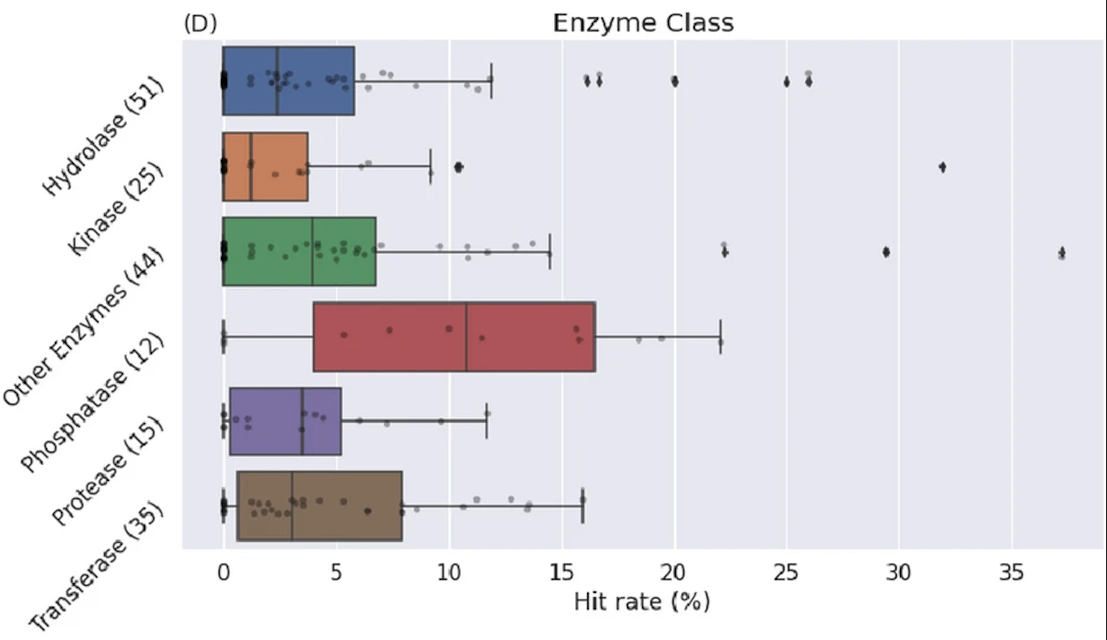 (D)
Enzyme Class
Hydrolase (51)
Kinase (25)
Other Enzymes (44)
Phosphatase (12)
Protease (15)
Transferase (35)
0 5 10 15 20 25 30 35
Hit rate (%)